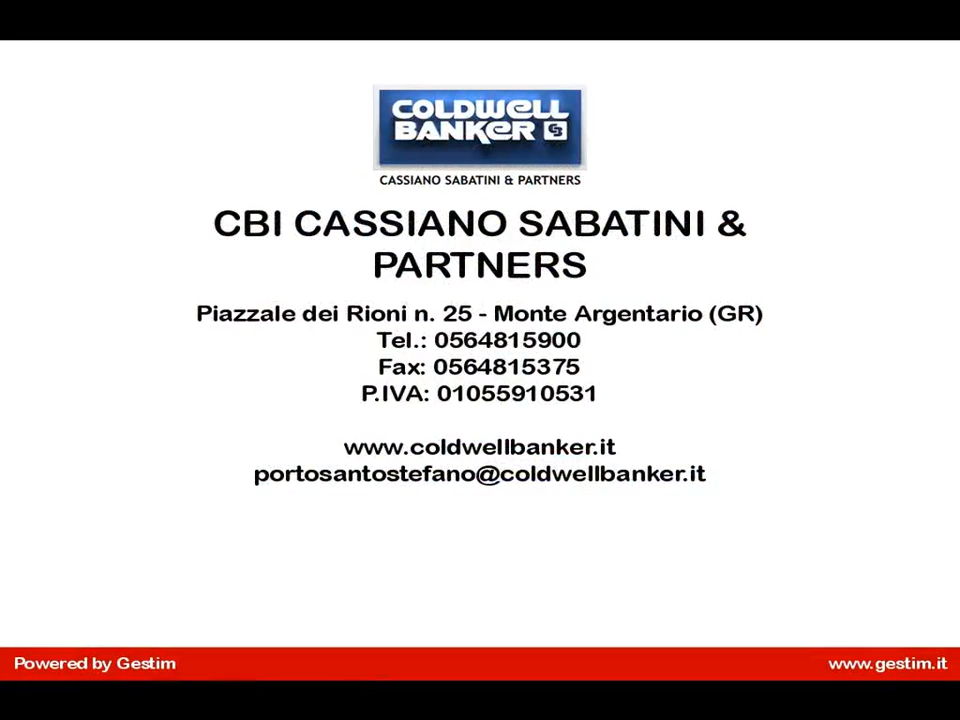 COLDWELL
BANKER CB
CASSIANO SABATINI & PARTNERS
CBI CASSIANO SABATINI &
PARTNERS
Piazzale dei Rioni n. 25 - Monte Argentario (GR)
Tel.: 0564815900
Fax: 0564815375
P.IVA: 01055910531
www.coldwellbanker.it
portosantostefano@coldwellbanker.it
Powered by Gestim
www.gestim.it